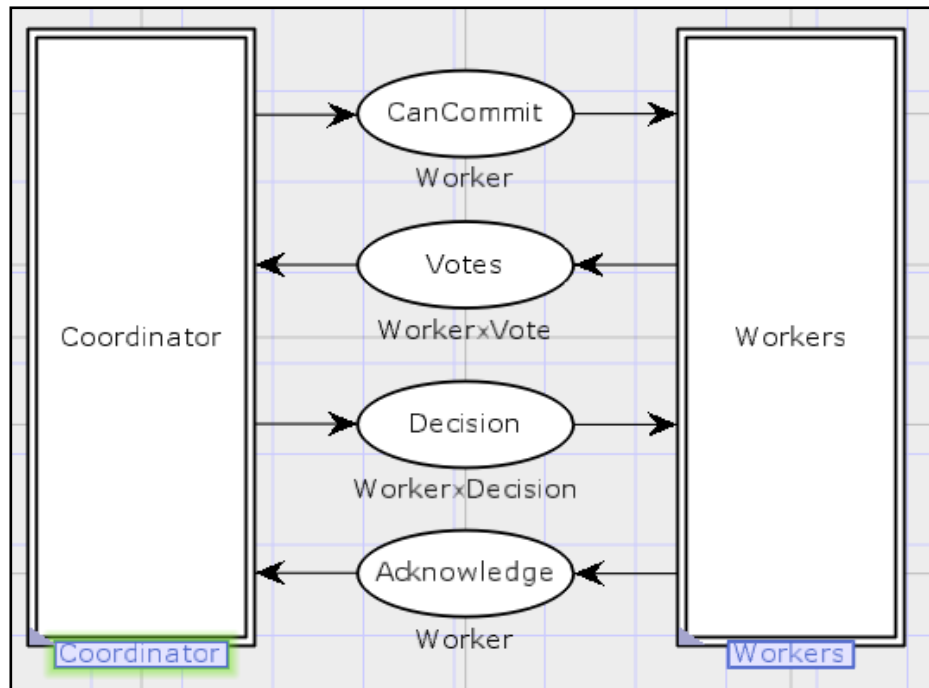 CanCommit
Worker
Votes
WorkerxVote
Coordinator
Workers
Decision
WorkerxDecision
Acknowledge
Worker
Coordinator
Workers